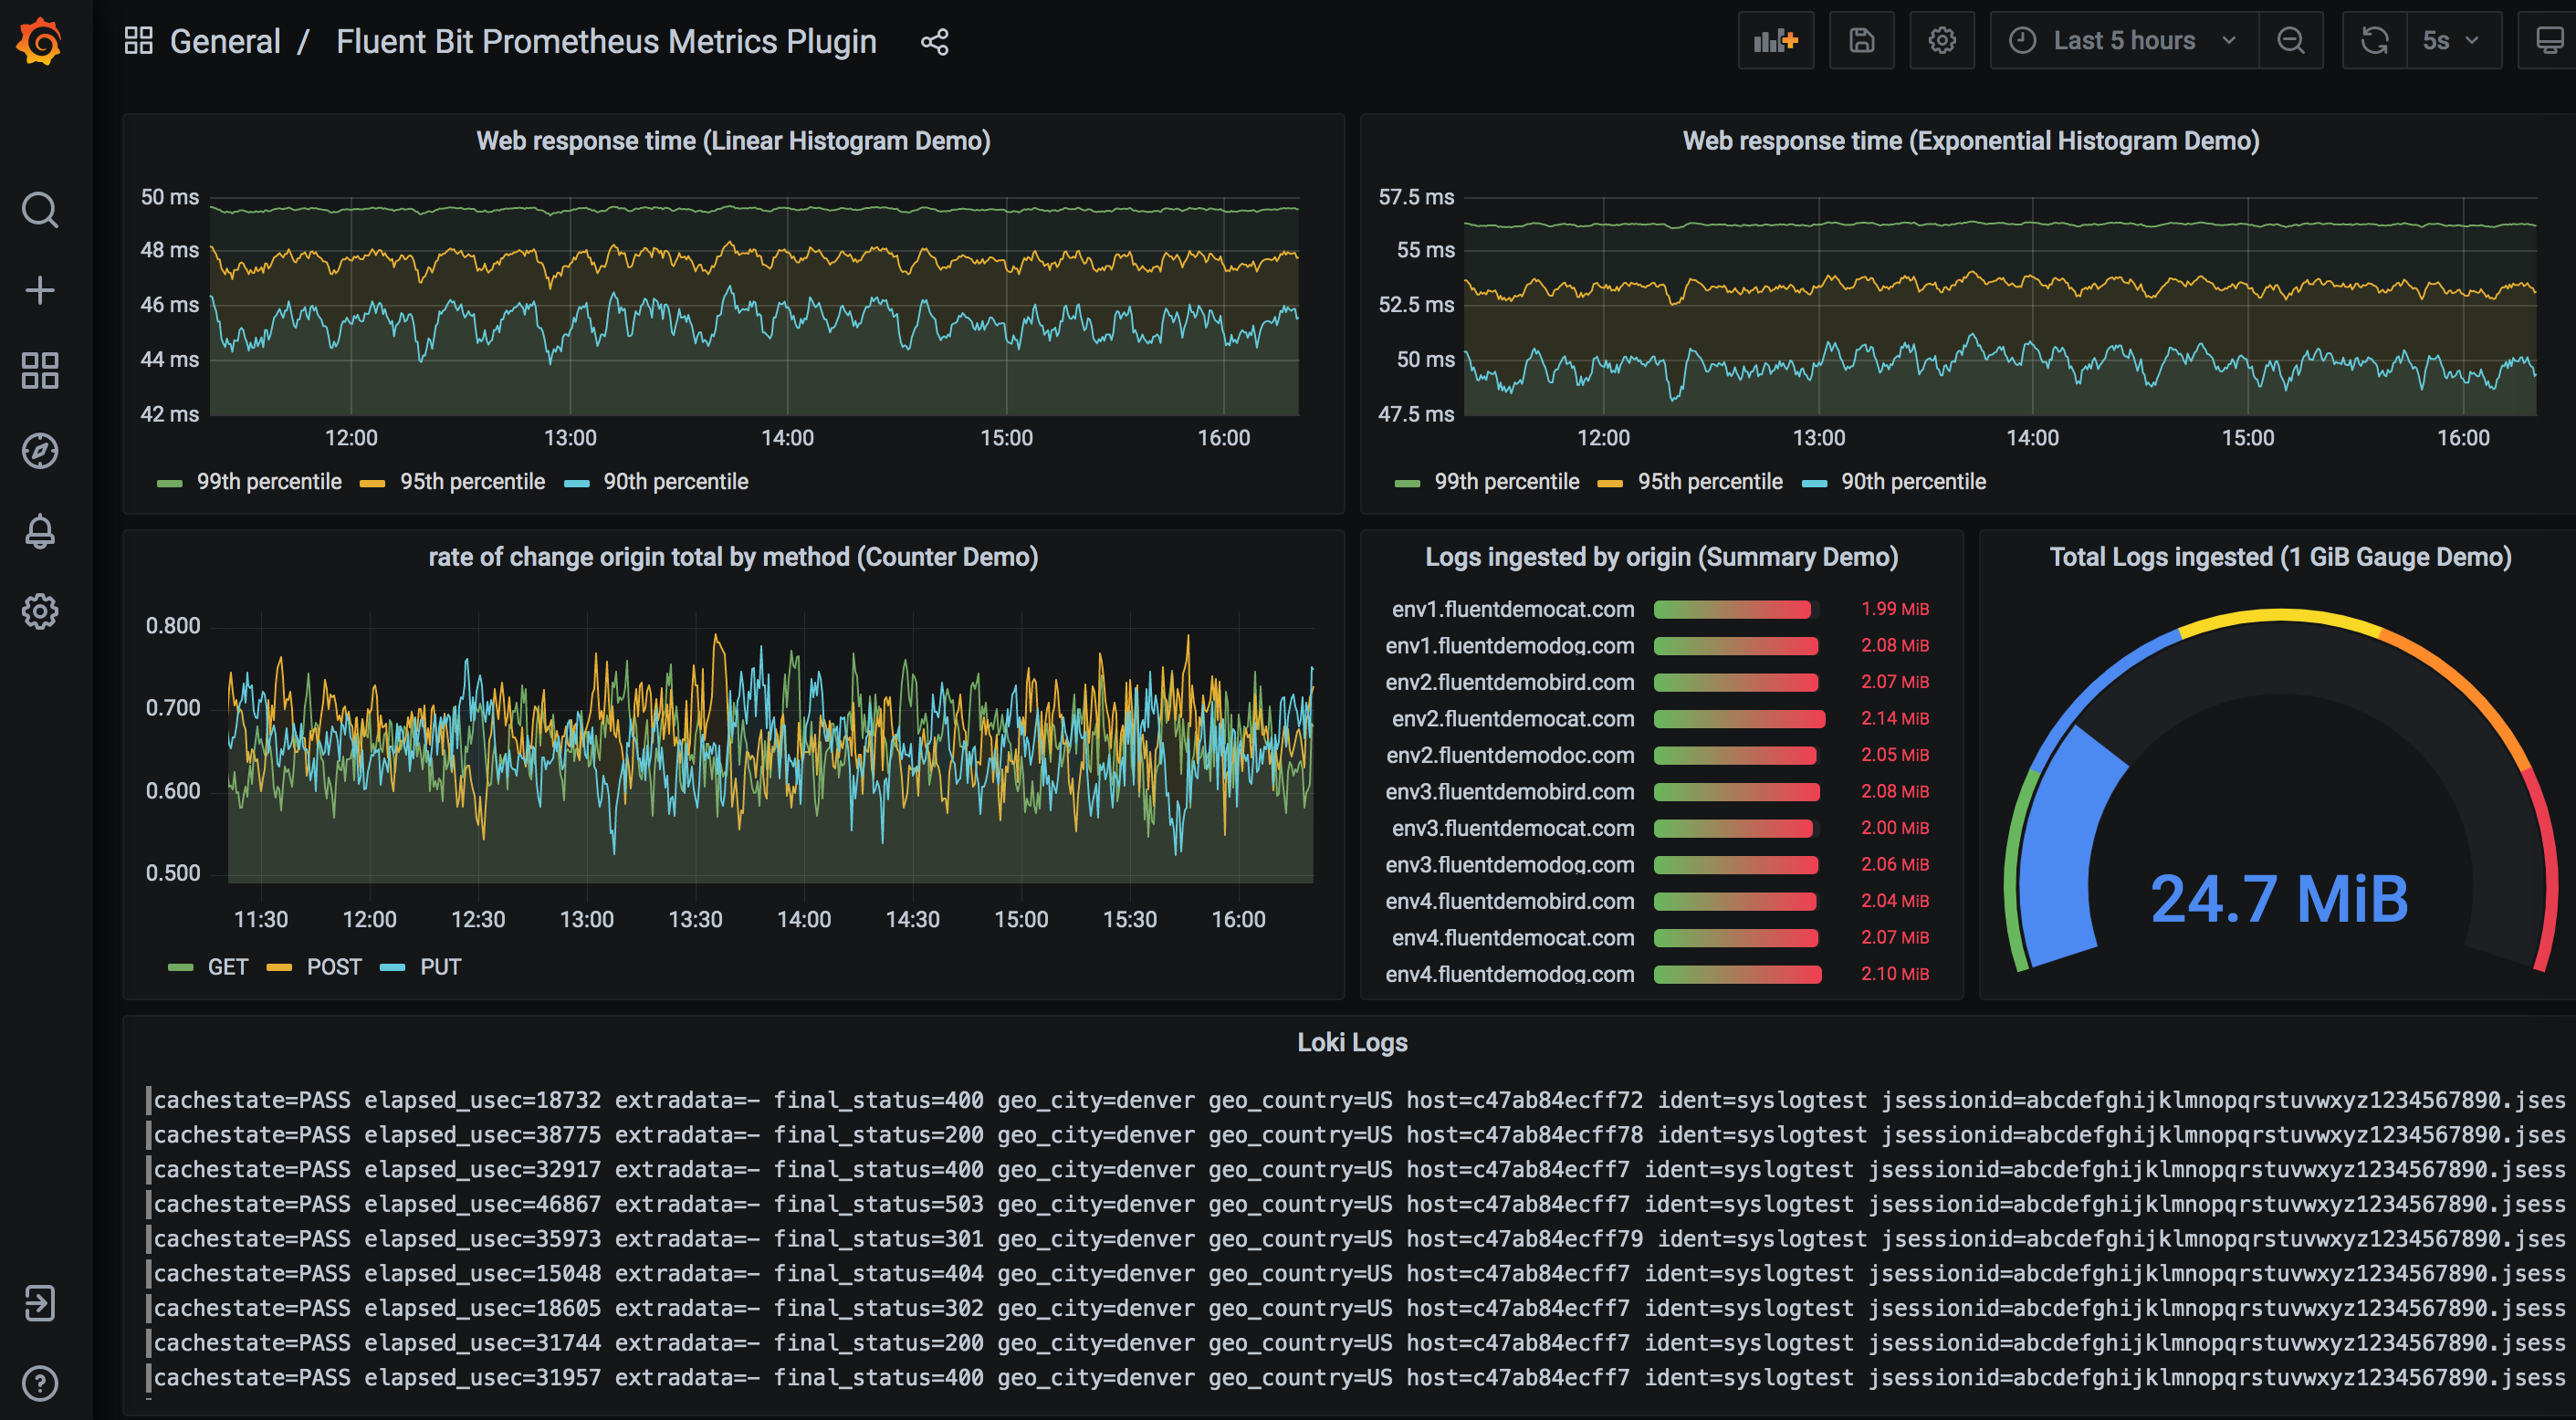 General / Fluent Bit Prometheus Metrics Plugin
Last 5 hours
5s
Web response time (Linear Histogram Demo)
50 ms
48 ms
46 ms
44 ms
42 ms
12:00 13:00 14:00 15:00 16:00
99th percentile 95th percentile 90th percentile
Web response time (Exponential Histogram Demo)
57.5 ms
55 ms
52.5 ms
50 ms
47.5 ms
12:00 13:00 14:00 15:00 16:00
99th percentile 95th percentile 90th percentile
rate of change origin total by method (Counter Demo)
0.800
0.700
0.600
0.500
11:30 12:00 12:30 13:00 13:30 14:00 14:30 15:00 15:30 16:00
GET POST PUT
Logs ingested by origin (Summary Demo)
env1.fluentdemocat.com 1.99 MiB
env1.fluentdemodog.com 2.08 MiB
env2.fluentdemobird.com 2.07 MiB
env2.fluentdemocat.com 2.14 MiB
env2.fluentdemodoc.com 2.05 MiB
env3.fluentdemobird.com 2.08 MiB
env3.fluentdemocat.com 2.00 MiB
env3.fluentdemodog.com 2.06 MiB
env4.fluentdemobird.com 2.04 MiB
env4.fluentdemocat.com 2.07 MiB
env4.fluentdemodog.com 2.10 MiB
Total Logs ingested (1 GiB Gauge Demo)
24.7 MiB
Loki Logs
cachestate=PASS elapsed_usec=18732 extradata=- final_status=400 geo_city=denver geo_country=US host=c47ab84ecff72 ident=syslogtest jsessionid=abcdefghijklmnopqrstuvwxyz1234567890.jses
cachestate=PASS elapsed_usec=38775 extradata=- final_status=200 geo_city=denver geo_country=US host=c47ab84ecff78 ident=syslogtest jsessionid=abcdefghijklmnopqrstuvwxyz1234567890.jses
cachestate=PASS elapsed_usec=32917 extradata=- final_status=400 geo_city=denver geo_country=US host=c47ab84ecff7 ident=syslogtest jsessionid=abcdefghijklmnopqrstuvwxyz1234567890.jsess
cachestate=PASS elapsed_usec=46867 extradata=- final_status=503 geo_city=denver geo_country=US host=c47ab84ecff7 ident=syslogtest jsessionid=abcdefghijklmnopqrstuvwxyz1234567890.jsess
cachestate=PASS elapsed_usec=35973 extradata=- final_status=301 geo_city=denver geo_country=US host=c47ab84ecff79 ident=syslogtest jsessionid=abcdefghijklmnopqrstuvwxyz1234567890.jses
cachestate=PASS elapsed_usec=15048 extradata=- final_status=404 geo_city=denver geo_country=US host=c47ab84ecff7 ident=syslogtest jsessionid=abcdefghijklmnopqrstuvwxyz1234567890.jsess
cachestate=PASS elapsed_usec=18605 extradata=- final_status=302 geo_city=denver geo_country=US host=c47ab84ecff7 ident=syslogtest jsessionid=abcdefghijklmnopqrstuvwxyz1234567890.jsess
cachestate=PASS elapsed_usec=31744 extradata=- final_status=200 geo_city=denver geo_country=US host=c47ab84ecff7 ident=syslogtest jsessionid=abcdefghijklmnopqrstuvwxyz1234567890.jsess
cachestate=PASS elapsed_usec=31957 extradata=- final_status=400 geo_city=denver geo_country=US host=c47ab84ecff7 ident=syslogtest jsessionid=abcdefghijklmnopqrstuvwxyz1234567890.jsess